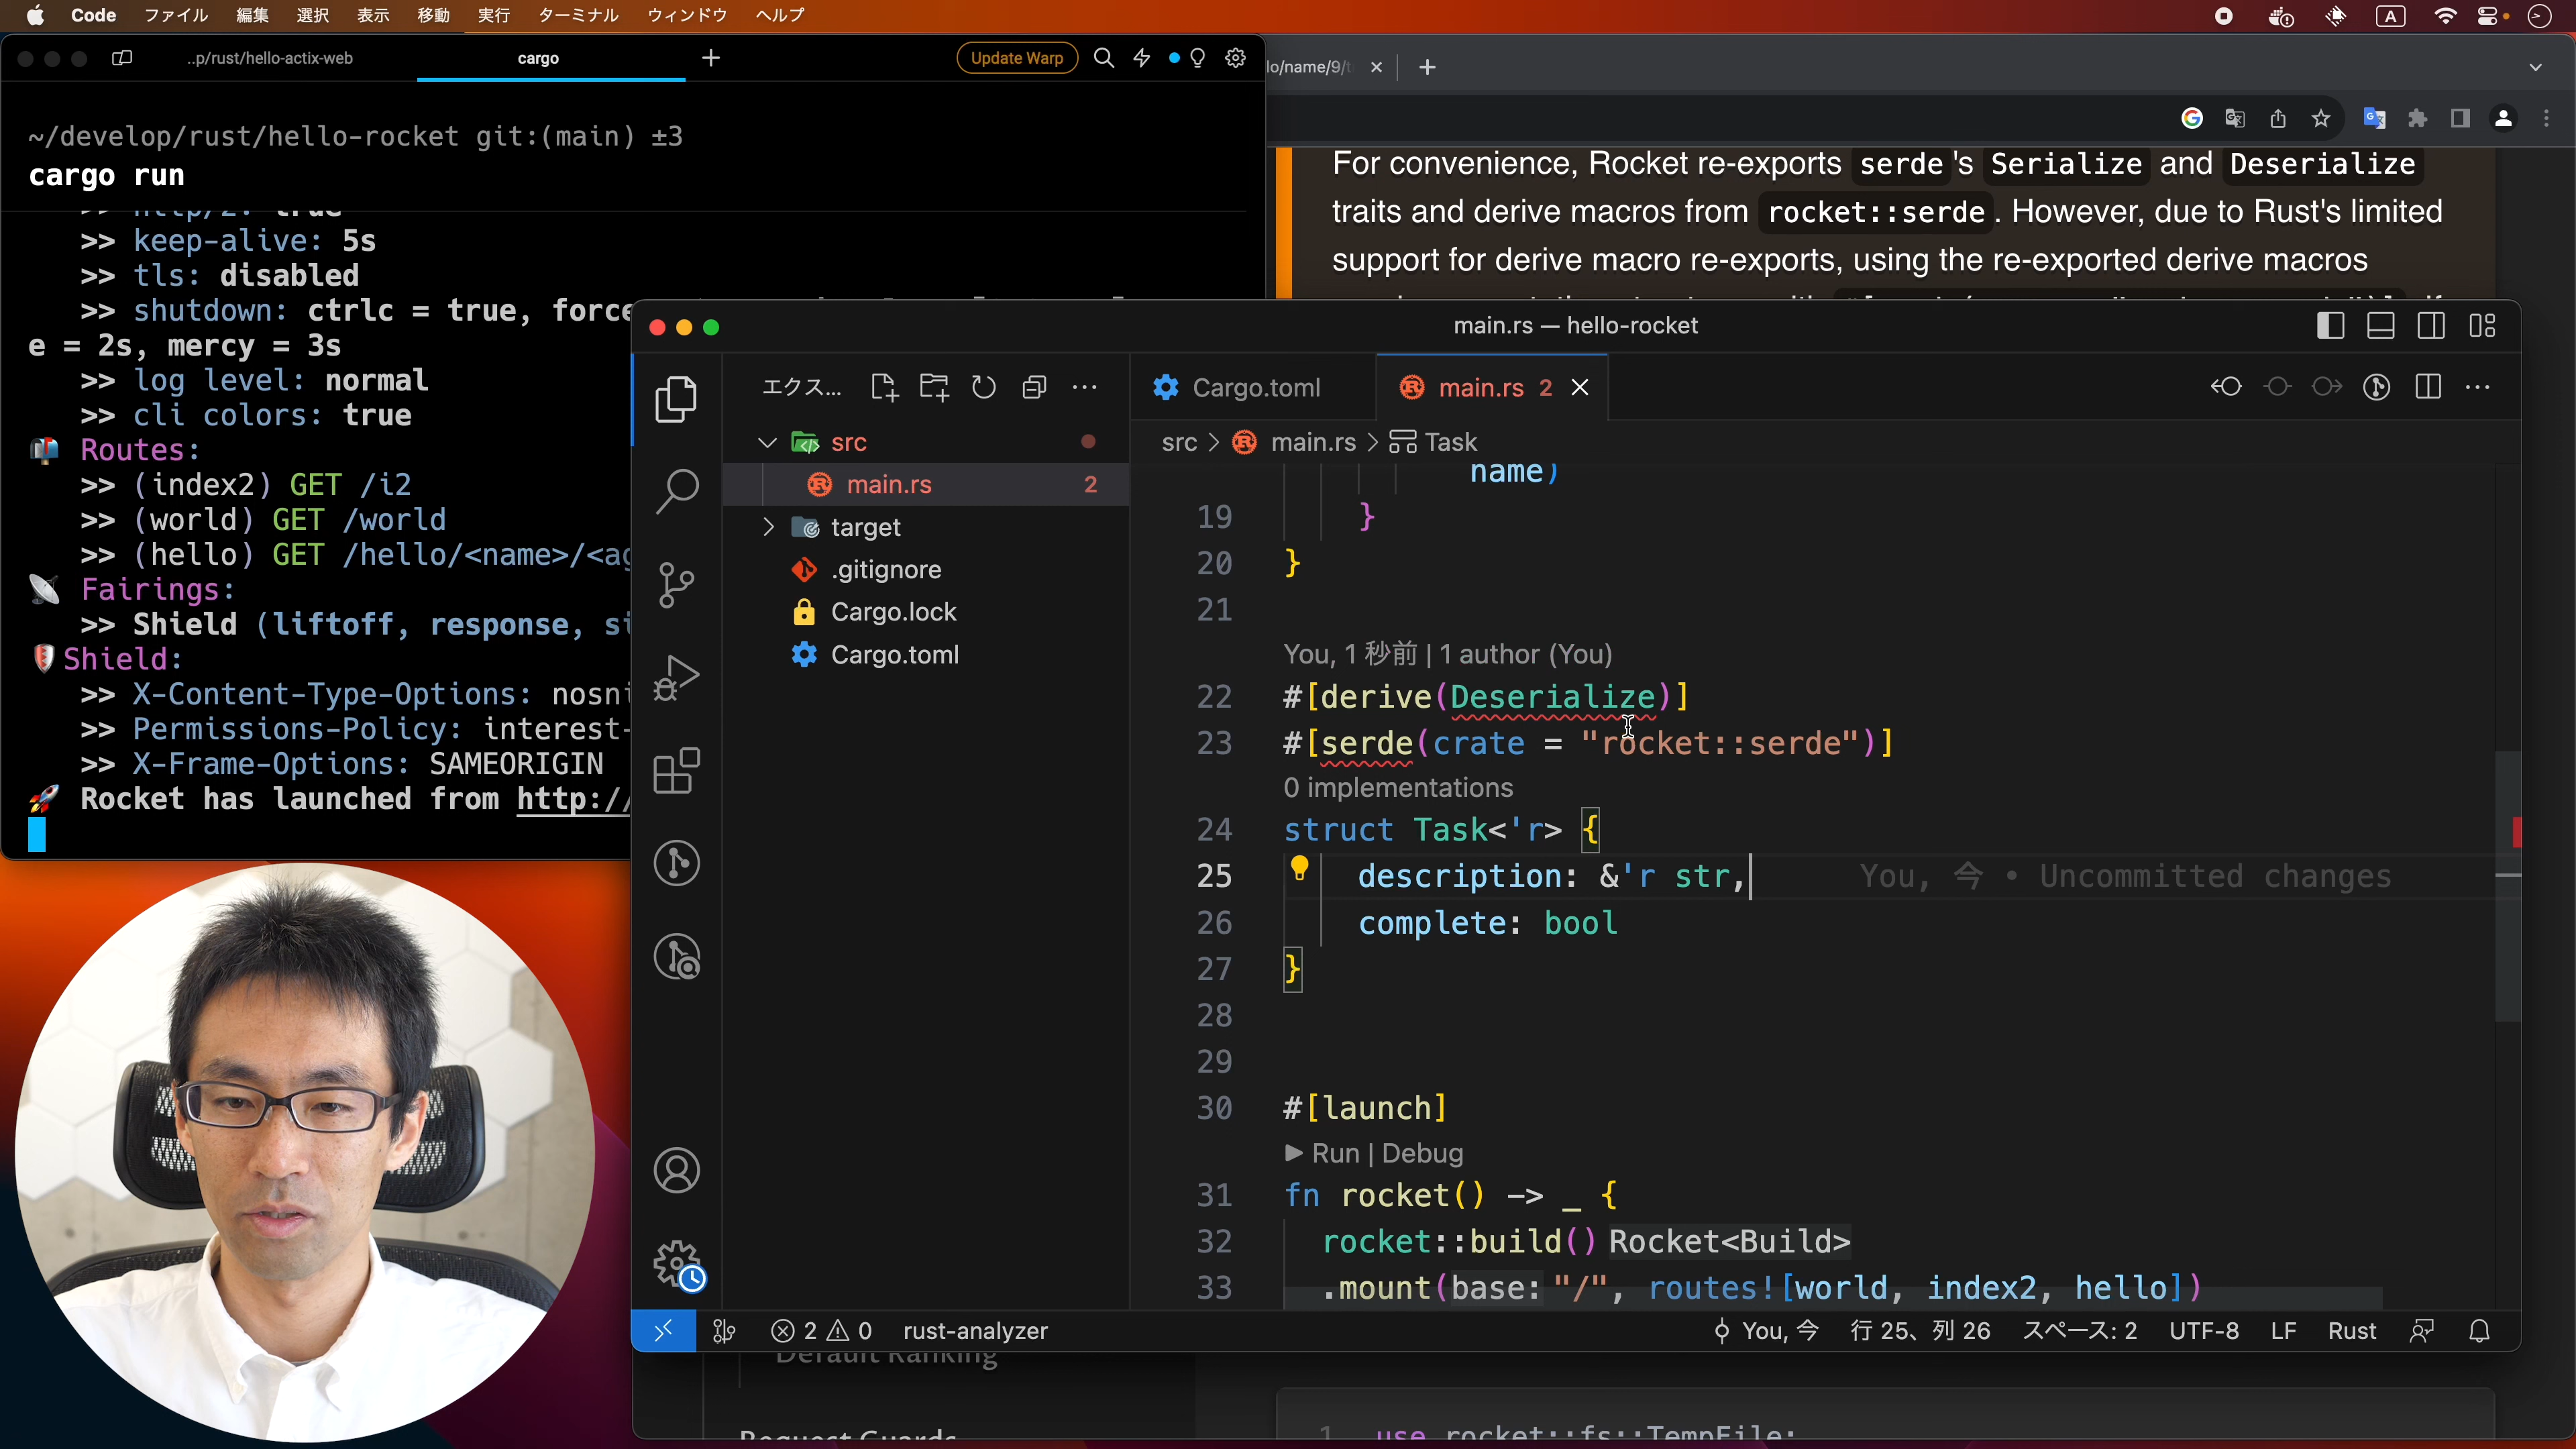 Code ファイル 編集 選択 表示 移動 実行 ターミナル ウィンドウ ヘルプ A
..p/rust/hello-actix-web cargo + Update Warp
~/develop/rust/hello-rocket git:(main) ±3
cargo run
>> http/2: true
>> keep-alive: 5s
>> tls: disabled
>> shutdown: ctrlc = true, force
e = 2s, mercy = 3s
>> log level: normal
>> cli colors: true
Routes:
>> (index2) GET /i2
>> (world) GET /world
>> (hello) GET /hello/<name>/<ag
Fairings:
>> Shield (liftoff, response, si
Shield:
>> X-Content-Type-Options: nosni
>> Permissions-Policy: interest-
>> X-Frame-Options: SAMEORIGIN
Rocket has launched from http://
lo/name/9/t
For convenience, Rocket re-exports serde's Serialize and Deserialize
traits and derive macros from rocket::serde. However, due to Rust's limited
support for derive macro re-exports, using the re-exported derive macros
main.rs — hello-rocket
エクス...
Cargo.toml
main.rs 2
src
main.rs 2
target
.gitignore
Cargo.lock
Cargo.toml
src > main.rs > Task
name)
19 }
20 }
21
You, 1 秒前 | 1 author (You)
22 #[derive(Deserialize)]
23 #[serde(crate = "rocket::serde")]
0 implementations
24 struct Task<'r> {
25 description: &'r str, You, 今 • Uncommitted changes
26 complete: bool
27 }
28
29
30 #[launch]
Run | Debug
31 fn rocket() -> _ {
32 rocket::build() Rocket<Build>
33 .mount(base: "/", routes![world, index2, hello])
2 0 rust-analyzer You, 今 行 25、列 26 スペース: 2 UTF-8 LF Rust
Default Ranking
Request Guards
1 use rocket::fs::TempFile;